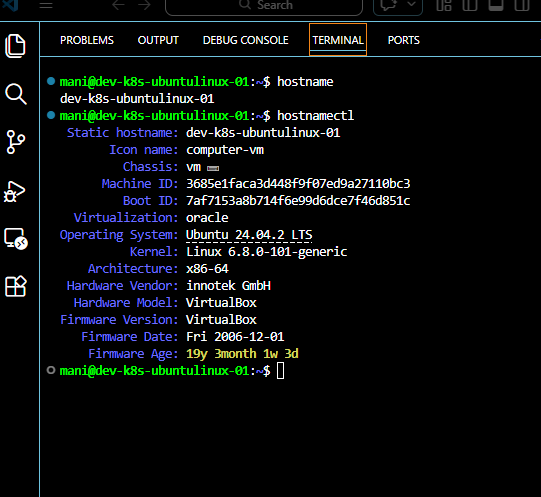 Search
PROBLEMS OUTPUT DEBUG CONSOLE TERMINAL PORTS
mani@dev-k8s-ubuntulinux-01:~$ hostname
dev-k8s-ubuntulinux-01
mani@dev-k8s-ubuntulinux-01:~$ hostnamectl
Static hostname: dev-k8s-ubuntulinux-01
Icon name: computer-vm
Chassis: vm
Machine ID: 3685e1faca3d448f9f07ed9a27110bc3
Boot ID: 7af7153a8b714f6e99d6dce7f46d851c
Virtualization: oracle
Operating System: Ubuntu 24.04.2 LTS
Kernel: Linux 6.8.0-101-generic
Architecture: x86-64
Hardware Vendor: innotek GmbH
Hardware Model: VirtualBox
Firmware Version: VirtualBox
Firmware Date: Fri 2006-12-01
Firmware Age: 19y 3month 1w 3d
mani@dev-k8s-ubuntulinux-01:~$